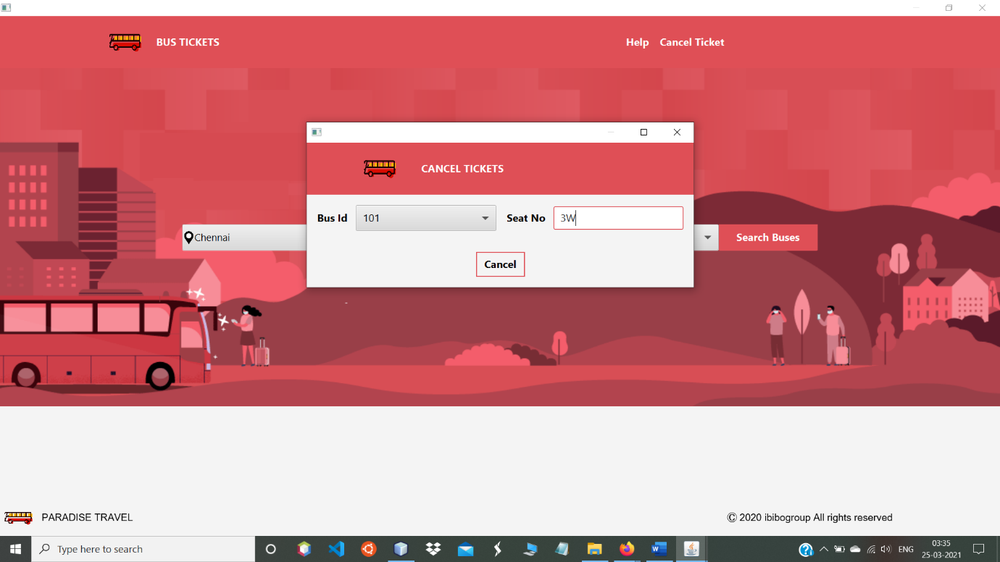 BUS TICKETS
Help Cancel Ticket
CANCEL TICKETS
Bus Id 101 Seat No 3W
Chennai Search Buses
Cancel
PARADISE TRAVEL © 2020 ibibogroup All rights reserved
Type here to search
ENG
03:35
25-03-2021